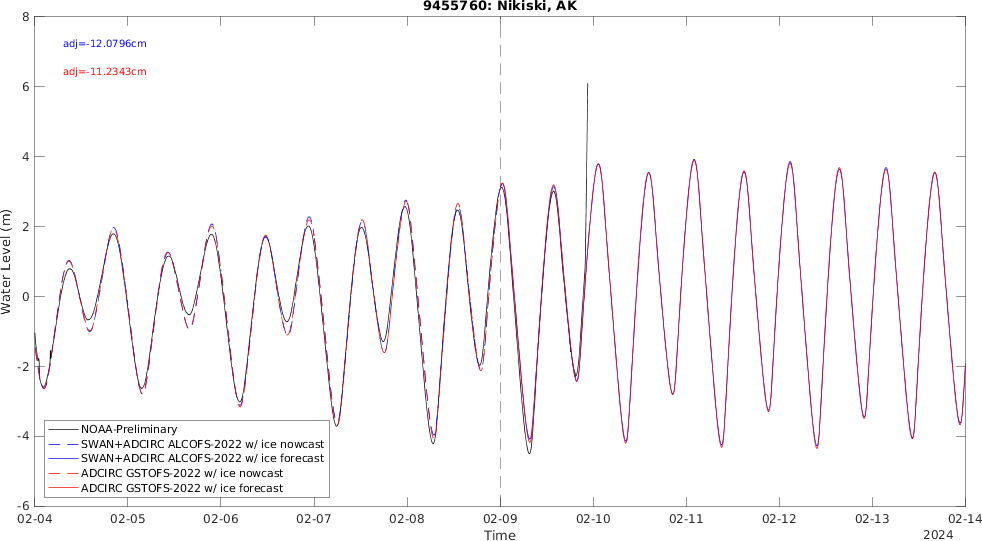 9455760: Nikiski, AK
adj=-12.0796cm
adj=-11.2343cm
Water Level (m)
8
6
4
2
0
-2
-4
-6
NOAA-Preliminary
SWAN+ADCIRC ALCOFS-2022 w/ ice nowcast
SWAN+ADCIRC ALCOFS-2022 w/ ice forecast
ADCIRC GSTOFS-2022 w/ ice nowcast
ADCIRC GSTOFS-2022 w/ ice forecast
02-04 02-05 02-06 02-07 02-08 02-09 02-10 02-11 02-12 02-13 02-14
Time
2024